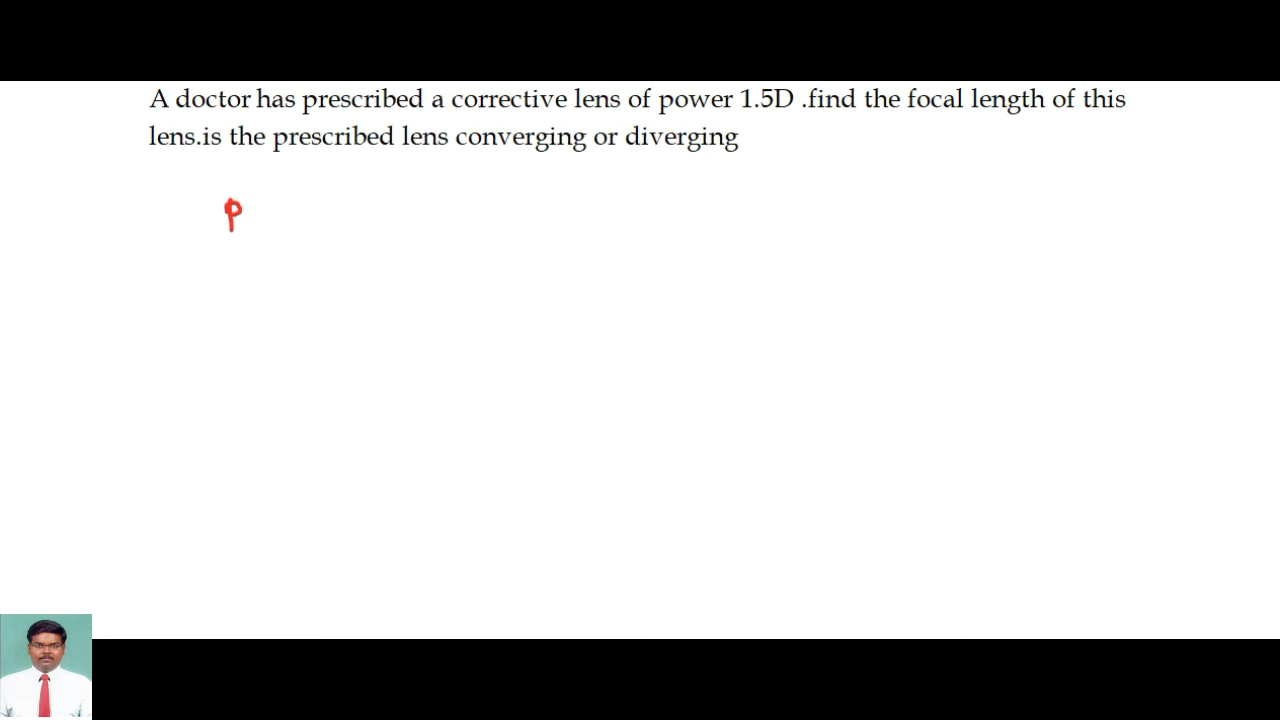 A doctor has prescribed a corrective lens of power 1.5D .find the focal length of this
lens.is the prescribed lens converging or diverging
P